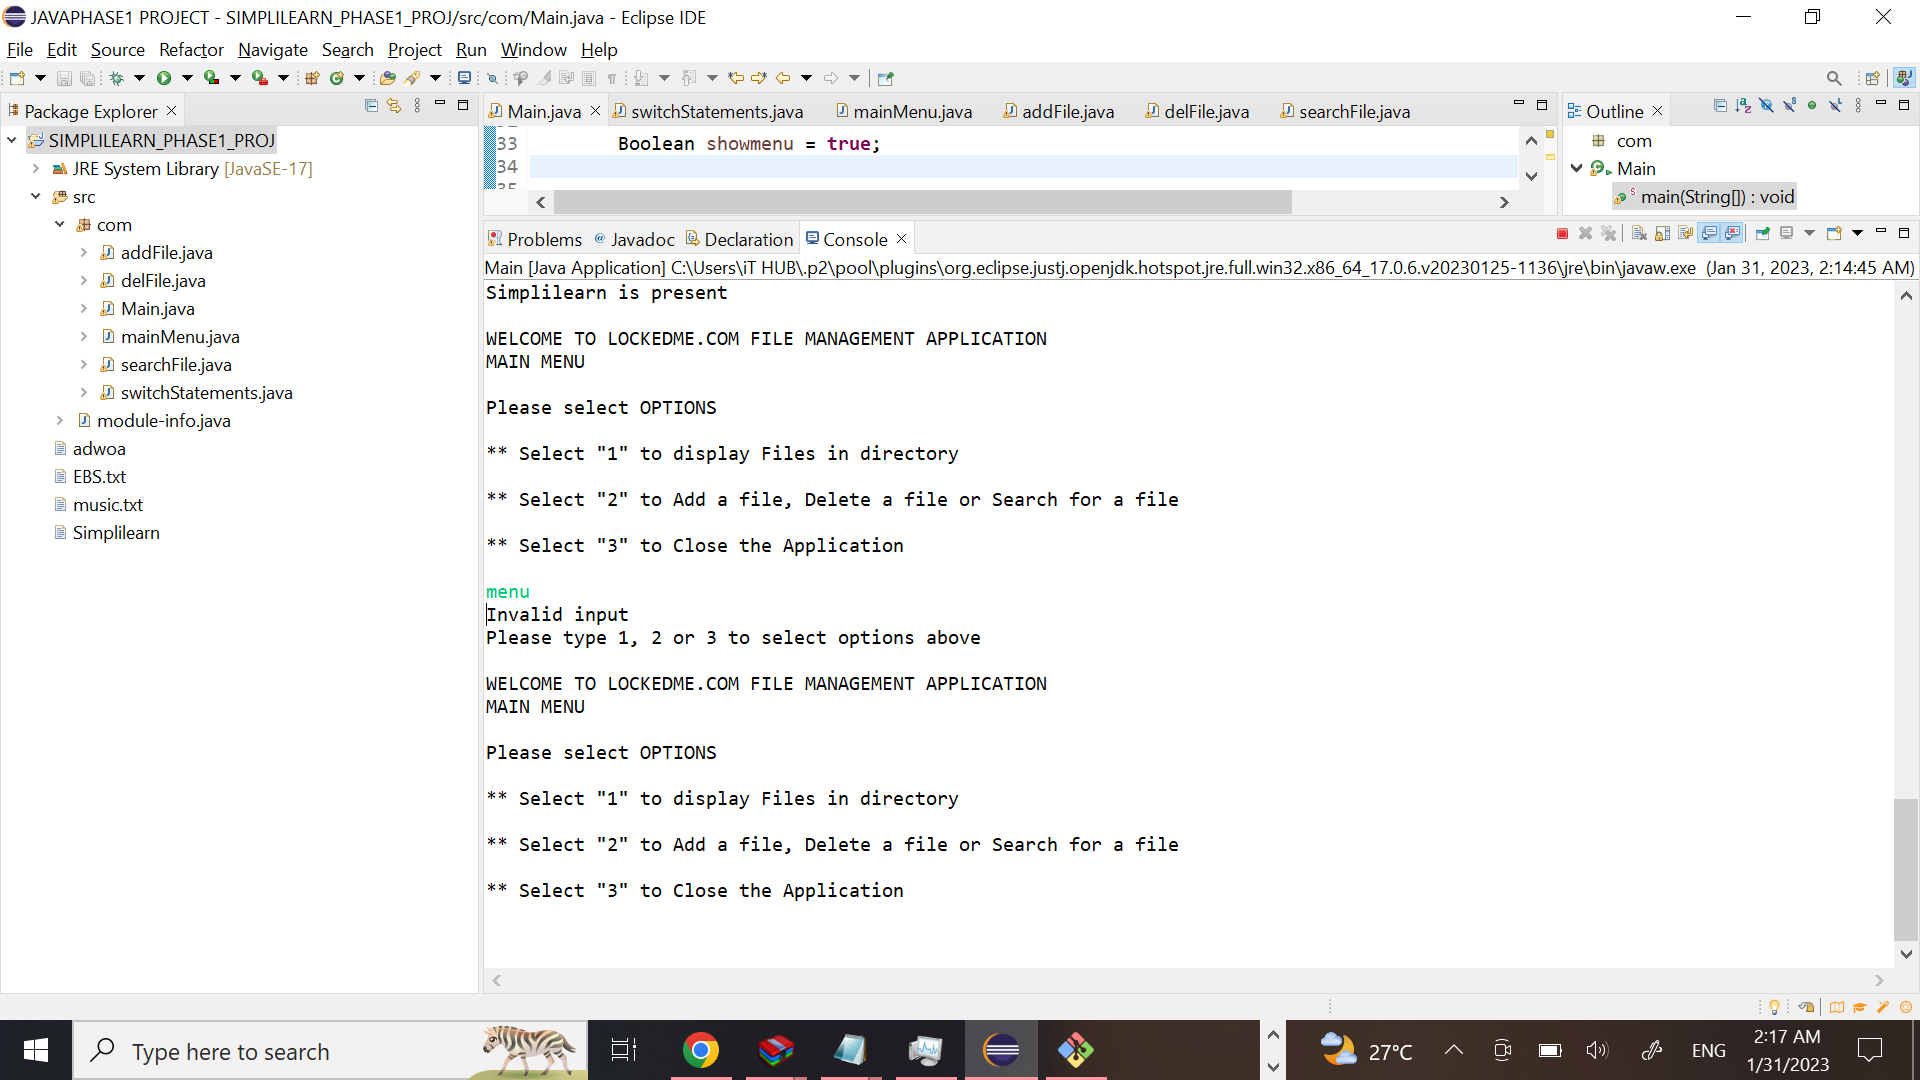 JAVAPHASE1 PROJECT - SIMPLILEARN_PHASE1_PROJ/src/com/Main.java - Eclipse IDE
File Edit Source Refactor Navigate Search Project Run Window Help
Package Explorer
SIMPLILEARN_PHASE1_PROJ
JRE System Library [JavaSE-17]
src
com
addFile.java
delFile.java
Main.java
mainMenu.java
searchFile.java
switchStatements.java
module-info.java
adwoa
EBS.txt
music.txt
Simplilearn
Main.java switchStatements.java mainMenu.java addFile.java delFile.java searchFile.java
33 Boolean showmenu = true;
34
Outline
com
Main
main(String[]) : void
Problems Javadoc Declaration Console
Main [Java Application] C:\Users\iT HUB\.p2\pool\plugins\org.eclipse.justj.openjdk.hotspot.jre.full.win32.x86_64_17.0.6.v20230125-1136\jre\bin\javaw.exe (Jan 31, 2023, 2:14:45 AM)
Simplilearn is present
WELCOME TO LOCKEDME.COM FILE MANAGEMENT APPLICATION
MAIN MENU
Please select OPTIONS
** Select "1" to display Files in directory
** Select "2" to Add a file, Delete a file or Search for a file
** Select "3" to Close the Application
menu
Invalid input
Please type 1, 2 or 3 to select options above
WELCOME TO LOCKEDME.COM FILE MANAGEMENT APPLICATION
MAIN MENU
Please select OPTIONS
** Select "1" to display Files in directory
** Select "2" to Add a file, Delete a file or Search for a file
** Select "3" to Close the Application
Type here to search
27°C
ENG
2:17 AM
1/31/2023